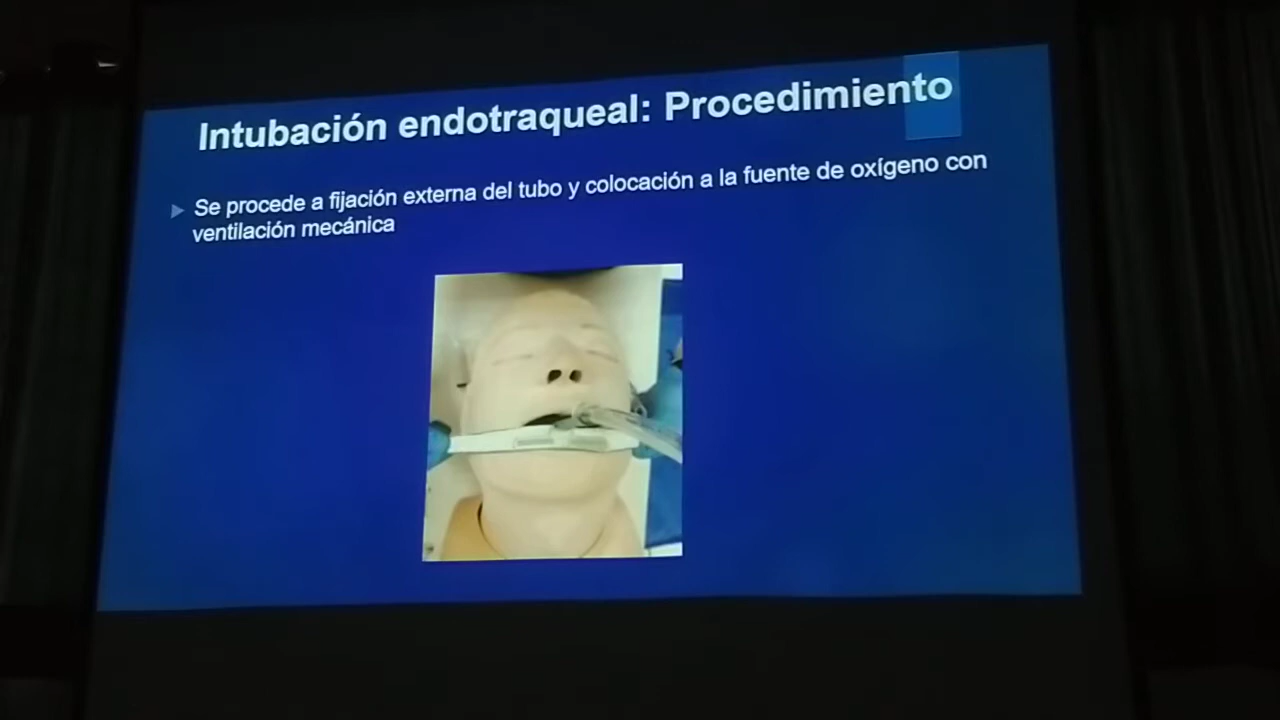 Intubación endotraqueal: Procedimiento
Se procede a fijación externa del tubo y colocación a la fuente de oxígeno con
ventilación mecánica